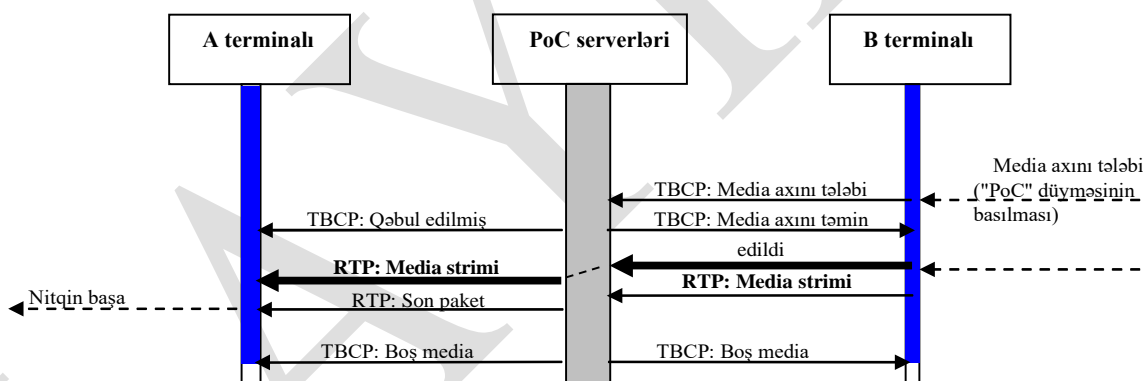 A terminalı
PoC serverləri
B terminalı
Media axını tələbi
("PoC" düyməsinin
basılması)
TBCP: Media axını tələbi
TBCP: Qəbul edilmiş
TBCP: Media axını təmin
edildi
RTP: Media strimi
RTP: Media strimi
Nitqin başa
RTP: Son paket
TBCP: Boş media
TBCP: Boş media